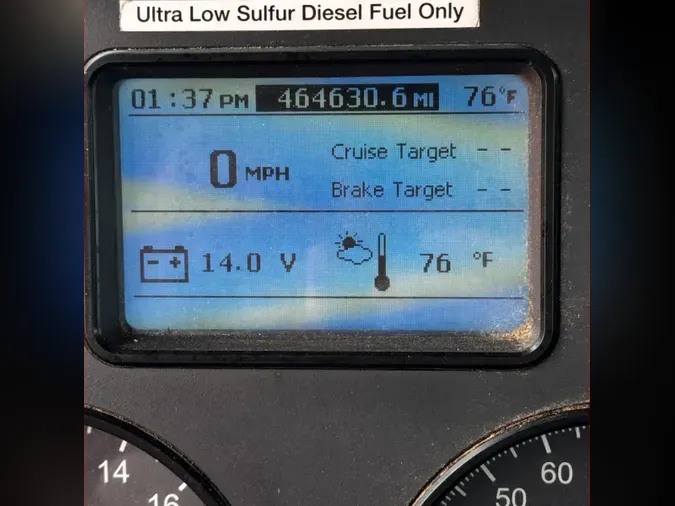 Ultra Low Sulfur Diesel Fuel Only
01:37 PM 464630.6 MI 76°F
0 MPH
Cruise Target - -
Brake Target - -
14.0 V 76 °F
14
16
60
50